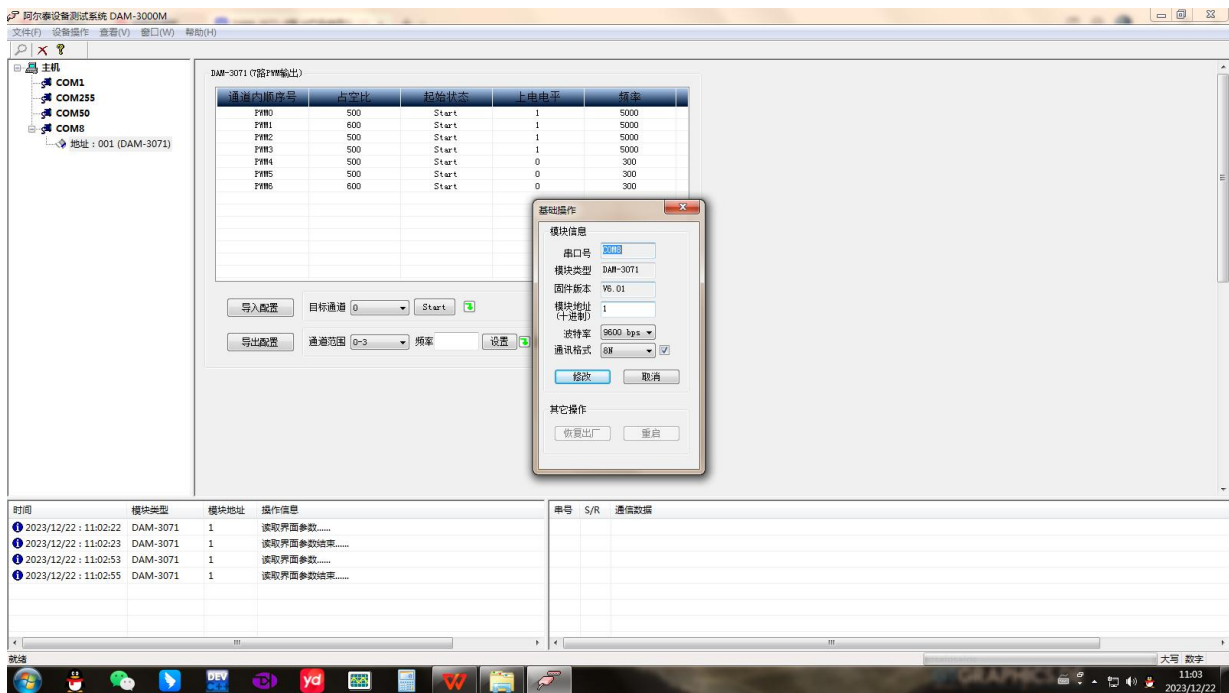 阿尔泰设备测试系统 DAM-3000M
文件(F) 设备操作 查看(V) 窗口(W) 帮助(H)
主机
COM1
COM255
COM50
COM8
地址：001 (DAM-3071)
DAM-3071(7路PWM输出)
通道内顺序号 占空比 起始状态 上电电平 频率
PWM0 500 Start 1 5000
PWM1 600 Start 1 5000
PWM2 500 Start 1 5000
PWM3 500 Start 1 5000
PWM4 500 Start 0 300
PWM5 500 Start 0 300
PWM6 600 Start 0 300
导入配置 目标通道 0 Start
导出配置 通道范围 0-3 频率 设置
基础操作
模块信息
串口号 COM8
模块类型 DAM-3071
固件版本 V6.01
模块地址 1
(十进制)
波特率 9600 bps
通讯格式 8N
修改 取消
其它操作
恢复出厂 重启
时间 模块类型 模块地址 操作信息
2023/12/22 : 11:02:22 DAM-3071 1 读取界面参数......
2023/12/22 : 11:02:23 DAM-3071 1 读取界面参数结束......
2023/12/22 : 11:02:53 DAM-3071 1 读取界面参数......
2023/12/22 : 11:02:55 DAM-3071 1 读取界面参数结束......
串号 S/R 通信数据
就绪 大写 数字
DEV yd
11:03
2023/12/22